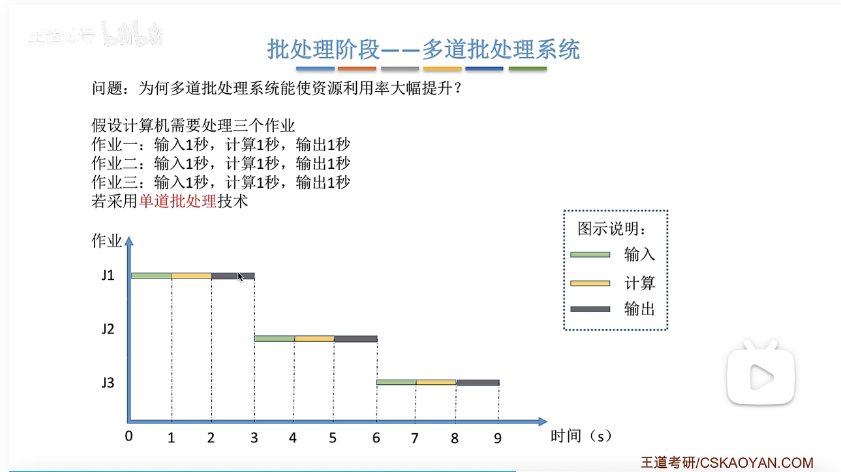 王道论坛 bilibili
批处理阶段——多道批处理系统
问题：为何多道批处理系统能使资源利用率大幅提升？
假设计算机需要处理三个作业
作业一：输入1秒，计算1秒，输出1秒
作业二：输入1秒，计算1秒，输出1秒
作业三：输入1秒，计算1秒，输出1秒
若采用单道批处理技术
图示说明：
输入
计算
输出
作业
J1
J2
J3
0 1 2 3 4 5 6 7 8 9 时间（s）
王道考研/CSKAOYAN.COM